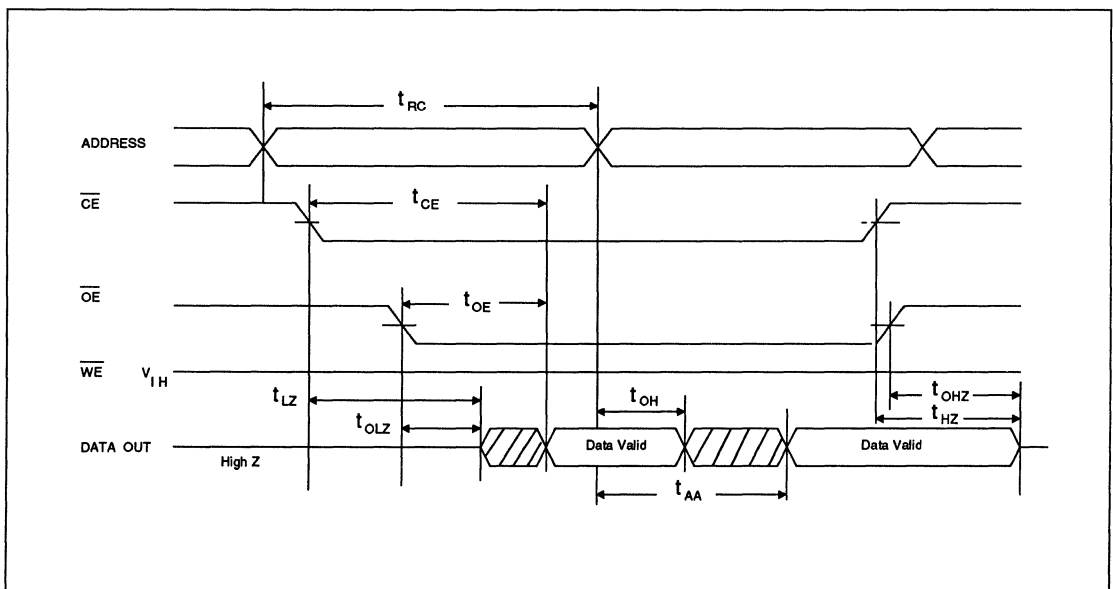 tRC
ADDRESS
CE
tCE
OE
tOE
WE VIH
tLZ
tOH
tOHZ
tOLZ
tHZ
DATA OUT
High Z
Data Valid
Data Valid
tAA